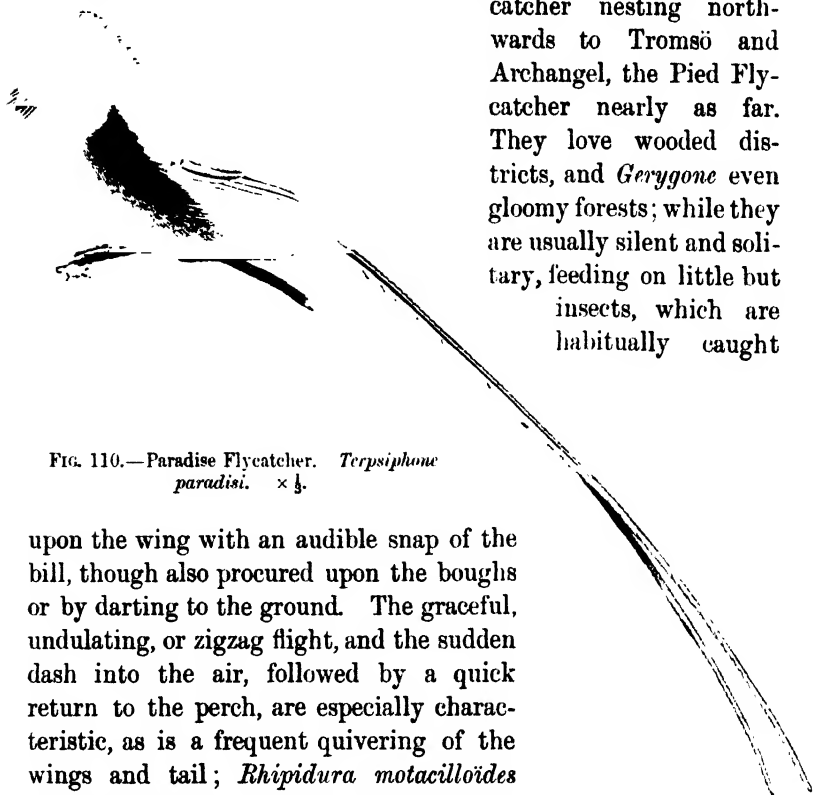 catcher nesting north-
wards to Tromsö and
Archangel, the Pied Fly-
catcher nearly as far.
They love wooded dis-
tricts, and Gerygone even
gloomy forests; while they
are usually silent and soli-
tary, feeding on little but
insects, which are
habitually caught
FIG. 110.—Paradise Flycatcher. Terpsiphone
paradisi. × ⅓.
upon the wing with an audible snap of the
bill, though also procured upon the boughs
or by darting to the ground. The graceful,
undulating, or zigzag flight, and the sudden
dash into the air, followed by a quick
return to the perch, are especially charac-
teristic, as is a frequent quivering of the
wings and tail; Rhipidura motacilloïdes